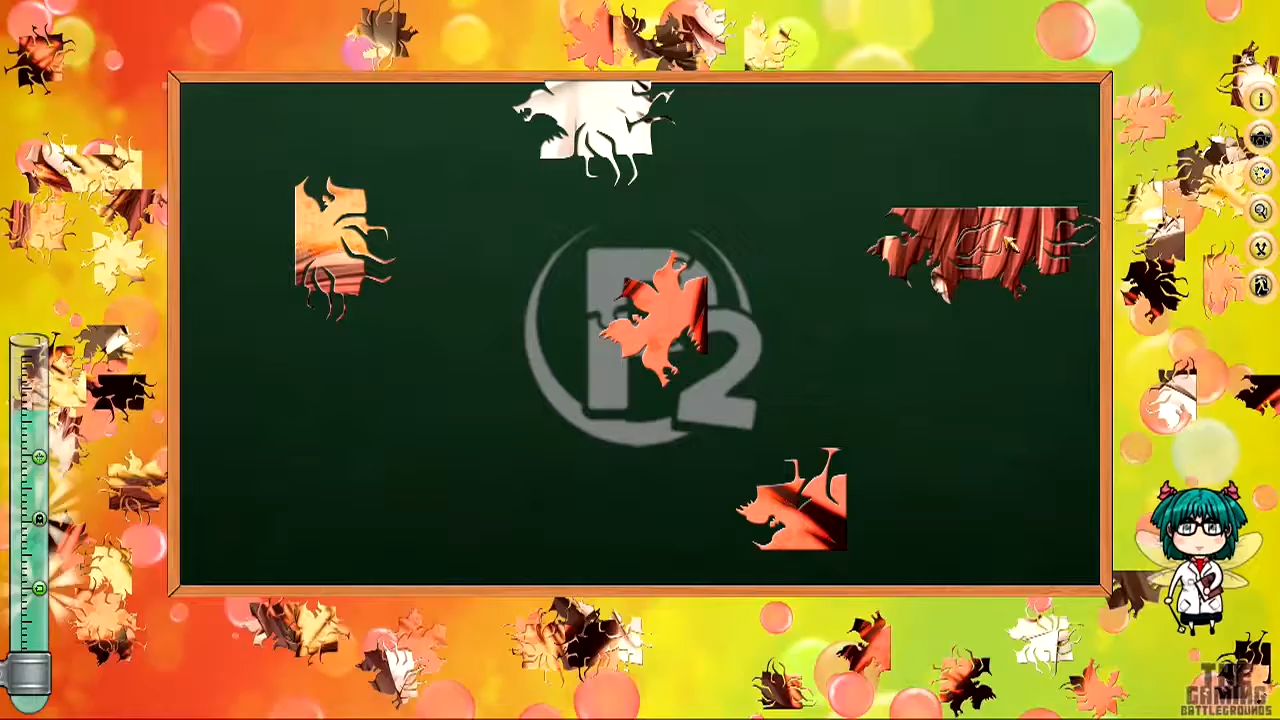 P2
i
THE
GAMING
BATTLEGROUNDS